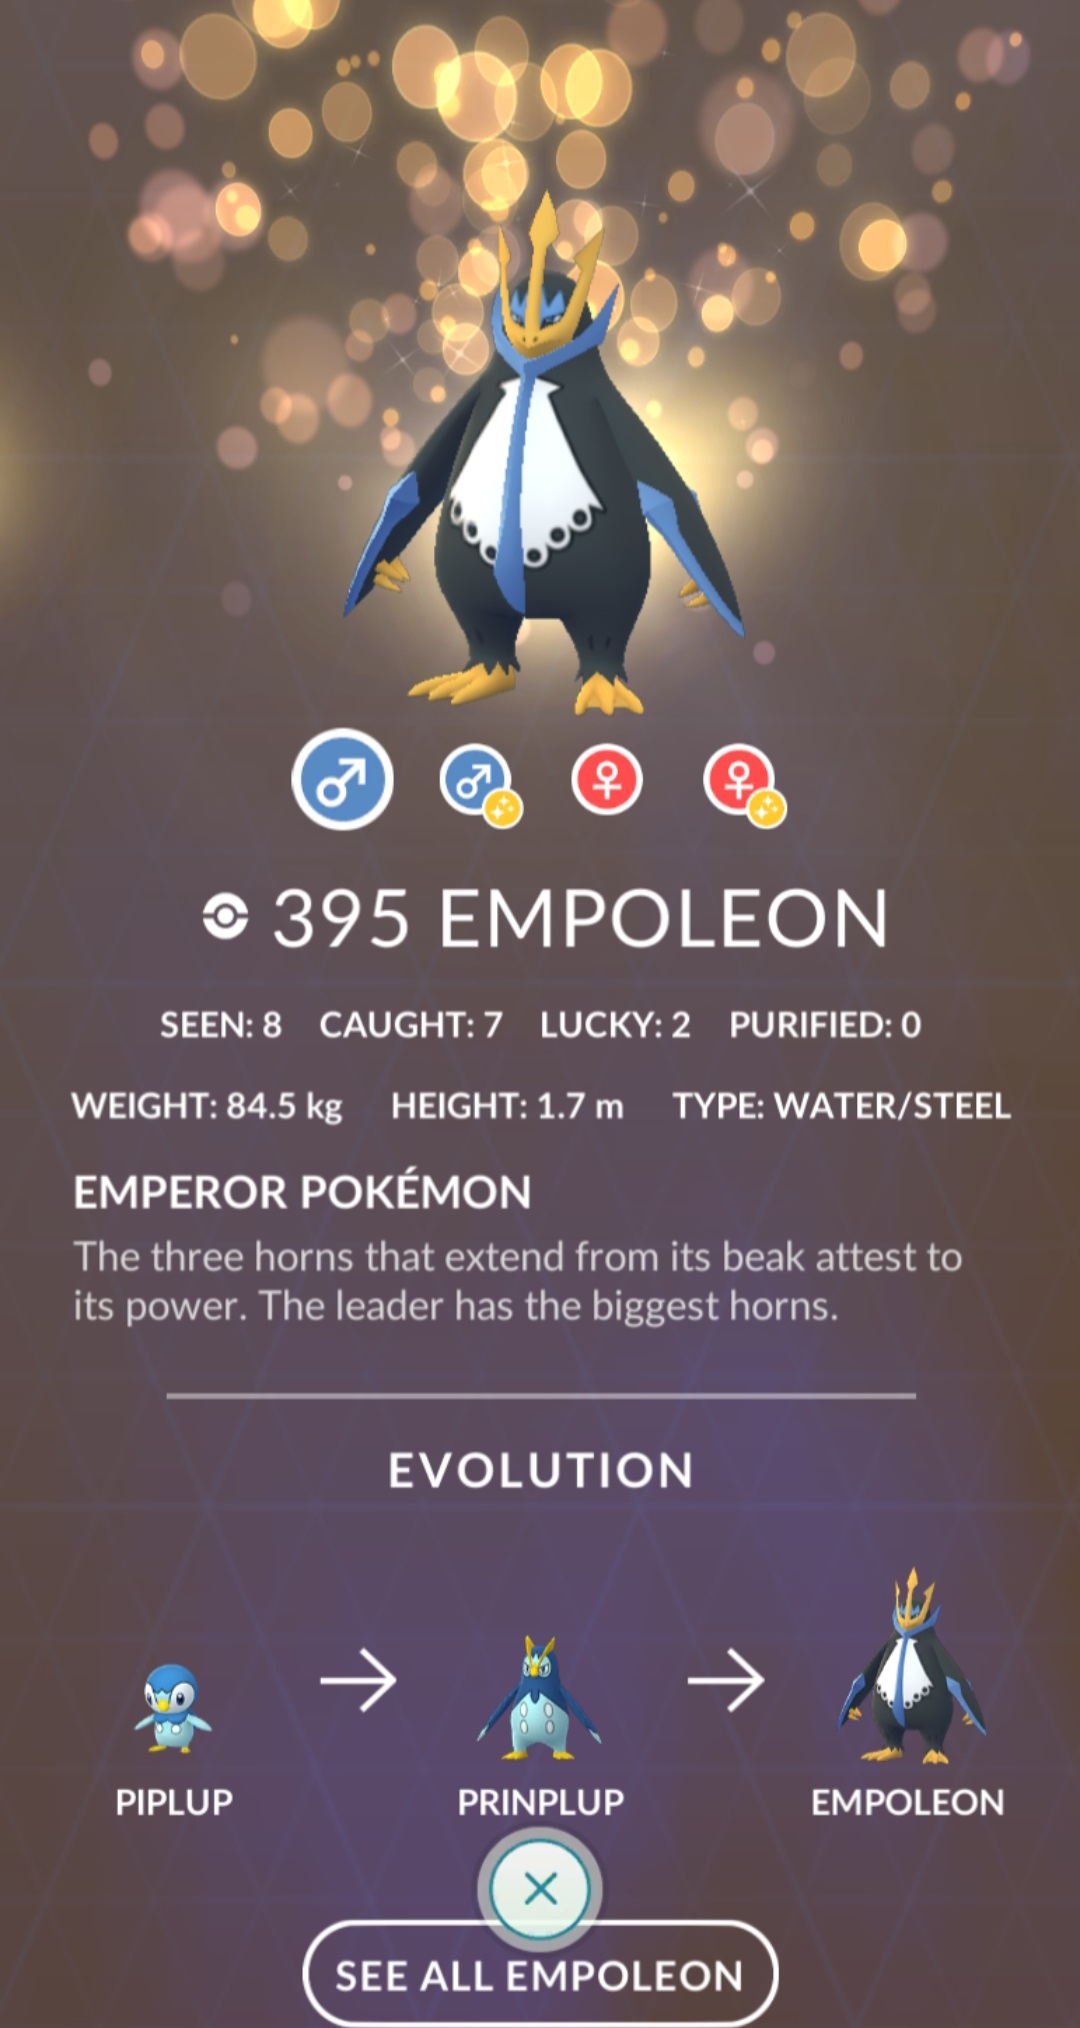 395 EMPOLEON
SEEN: 8 CAUGHT: 7 LUCKY: 2 PURIFIED: 0
WEIGHT: 84.5 kg HEIGHT: 1.7 m TYPE: WATER/STEEL
EMPEROR POKÉMON
The three horns that extend from its beak attest to
its power. The leader has the biggest horns.
EVOLUTION
PIPLUP PRINPLUP EMPOLEON
SEE ALL EMPOLEON